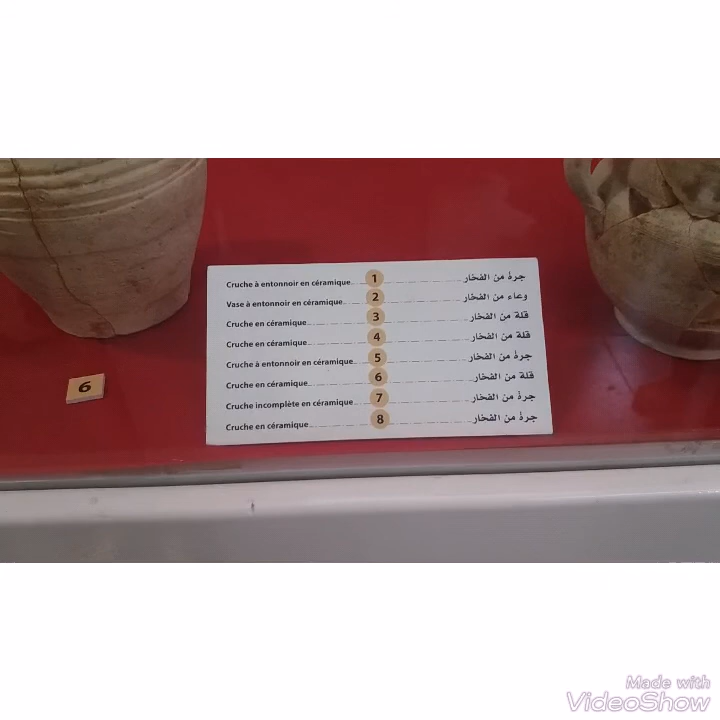 Cruche à entonnoir en céramique 1 جرة من الفخار
Vase à entonnoir en céramique 2 وعاء من الفخار
Cruche en céramique 3 قلة من الفخار
Cruche en céramique 4 قلة من الفخار
Cruche à entonnoir en céramique 5 جرة من الفخار
Cruche en céramique 6 قلة من الفخار
Cruche incomplète en céramique 7 جرة من الفخار
Cruche en céramique 8 جرة من الفخار
6
Made with
VideoShow